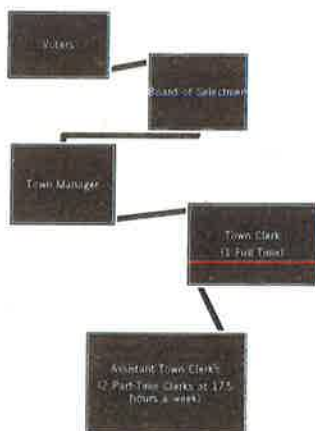 Voters
Board of Selectmen
Town Manager
Town Clerk
(1 Full Time)
Assistant Town Clerk's
(2 Part-Time Clerks at 17.5
hours a week)